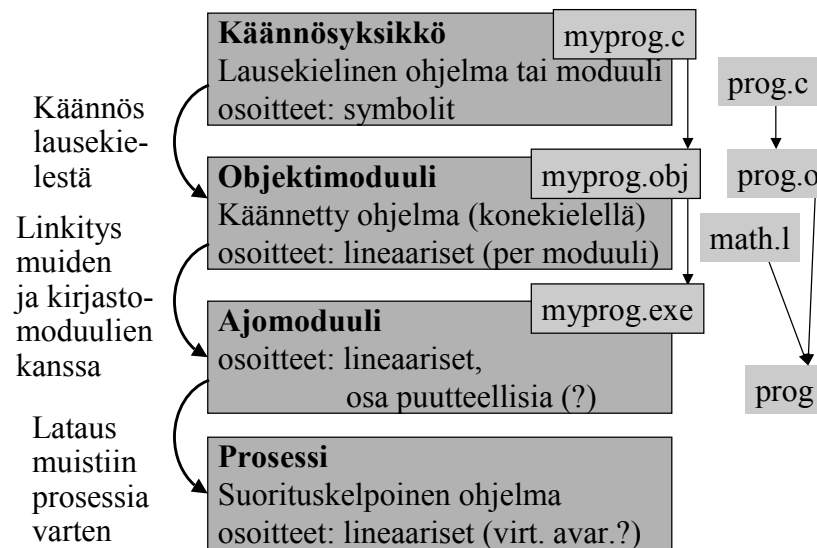 Käännösyksikkö
myprog.c
Lausekielinen ohjelma tai moduuli
osoitteet: symbolit
Käännös
lausekie-
lestä
Objektimoduuli
myprog.obj
Käännetty ohjelma (konekielellä)
osoitteet: lineaariset (per moduuli)
Linkitys
muiden
ja kirjasto-
moduulien
kanssa
Ajomoduuli
myprog.exe
osoitteet: lineaariset,
osa puutteellisia (?)
Lataus
muistiin
prosessia
varten
Prosessi
Suorituskelpoinen ohjelma
osoitteet: lineaariset (virt. avar.?)
prog.c
prog.o
math.l
prog